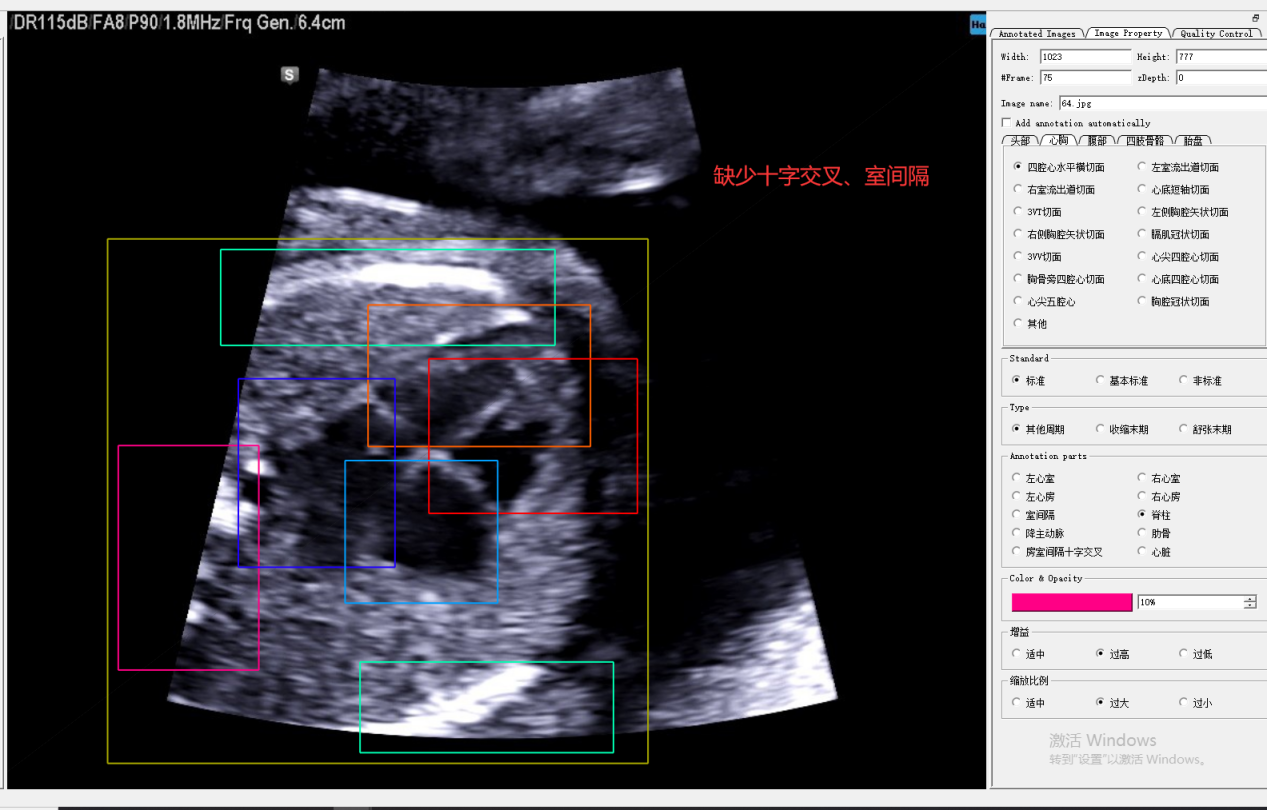 /DR115dB/FA8/P90/1.8MHz/Frq Gen./6.4cm
S
缺少十字交叉、室间隔
Annotated Images Image Property Quality Control
Width: 1023 Height: 777
#Frame: 75 zDepth: 0
Image name: 64.jpg
Add annotation automatically
头部 心胸 腹部 四肢骨骼 胎盘
四腔心水平横切面 左室流出道切面
右室流出道切面 心底短轴切面
3VT切面 左侧胸腔矢状切面
右侧胸腔矢状切面 膈肌冠状切面
3VV切面 心尖四腔心切面
胸骨旁四腔心切面 心底四腔心切面
心尖五腔心 胸腔冠状切面
其他
Standard
标准 基本标准 非标准
Type
其他周期 收缩末期 舒张末期
Annotation parts
左心室 右心室
左心房 右心房
室间隔 脊柱
降主动脉 肋骨
房室间隔十字交叉 心脏
Color & Opacity
10%
增益
适中 过高 过低
缩放比例
适中 过大 过小
激活 Windows
转到"设置"以激活 Windows。